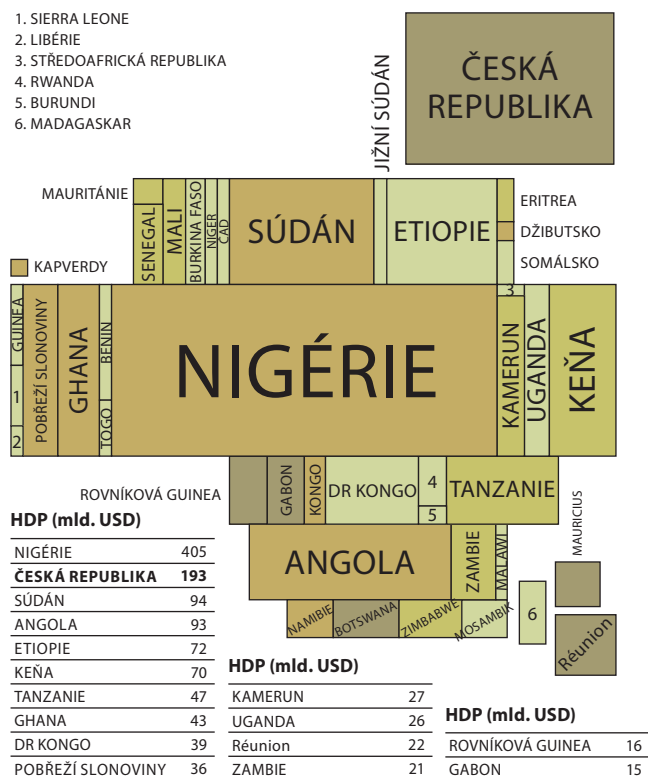 1. SIERRA LEONE
2. LIBÉRIE
3. STŘEDOAFRICKÁ REPUBLIKA
4. RWANDA
5. BURUNDI
6. MADAGASKAR
JIŽNÍ SÚDÁN
ČESKÁ
REPUBLIKA
MAURITÁNIE
SENEGAL
MALI
BURKINA FASO
NIGER
ČAD
SÚDÁN
ETIOPIE
ERITREA
DŽIBUTSKO
SOMÁLSKO
KAPVERDY
GUINEA
1
2
POBŘEŽÍ SLONOVINY
GHANA
BENIN
TOGO
NIGÉRIE
3
KAMERUN
UGANDA
KEŇA
ROVNÍKOVÁ GUINEA
GABON
KONGO
DR KONGO
4
5
TANZANIE
ANGOLA
ZAMBIE
MALAWI
MAURICIUS
NAMIBIE
BOTSWANA
ZIMBABWE
MOSAMBIK
6
Réunion
HDP (mld. USD)
NIGÉRIE 405
ČESKÁ REPUBLIKA 193
SÚDÁN 94
ANGOLA 93
ETIOPIE 72
KEŇA 70
TANZANIE 47
GHANA 43
DR KONGO 39
POBŘEŽÍ SLONOVINY 36
HDP (mld. USD)
KAMERUN 27
UGANDA 26
Réunion 22
ZAMBIE 21
HDP (mld. USD)
ROVNÍKOVÁ GUINEA 16
GABON 15